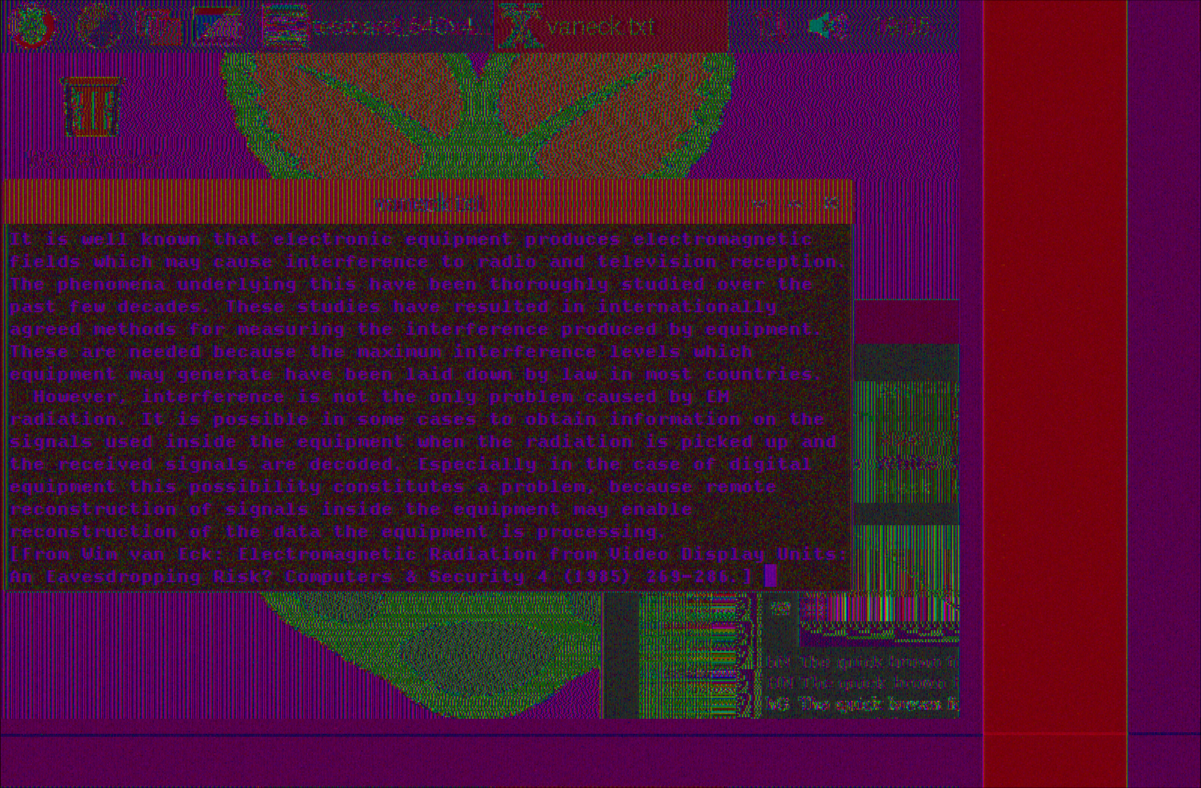 testcard_640x4...
vaneck.txt
16:05
vaneck.txt
It is well known that electronic equipment produces electromagnetic
fields which may cause interference to radio and television reception.
The phenomena underlying this have been thoroughly studied over the
past few decades. These studies have resulted in internationally
agreed methods for measuring the interference produced by equipment.
These are needed because the maximum interference levels which
equipment may generate have been laid down by law in most countries.
However, interference is not the only problem caused by EM
radiation. It is possible in some cases to obtain information on the
signals used inside the equipment when the radiation is picked up and
the received signals are decoded. Especially in the case of digital
equipment this possibility constitutes a problem, because remote
reconstruction of signals inside the equipment may enable
reconstruction of the data the equipment is processing.
[from Wim van Eck: Electromagnetic Radiation from Video Display Units:
An Eavesdropping Risk? Computers & Security 4 (1985) 269-286.]
The quick brown
The quick brown
The quick brown